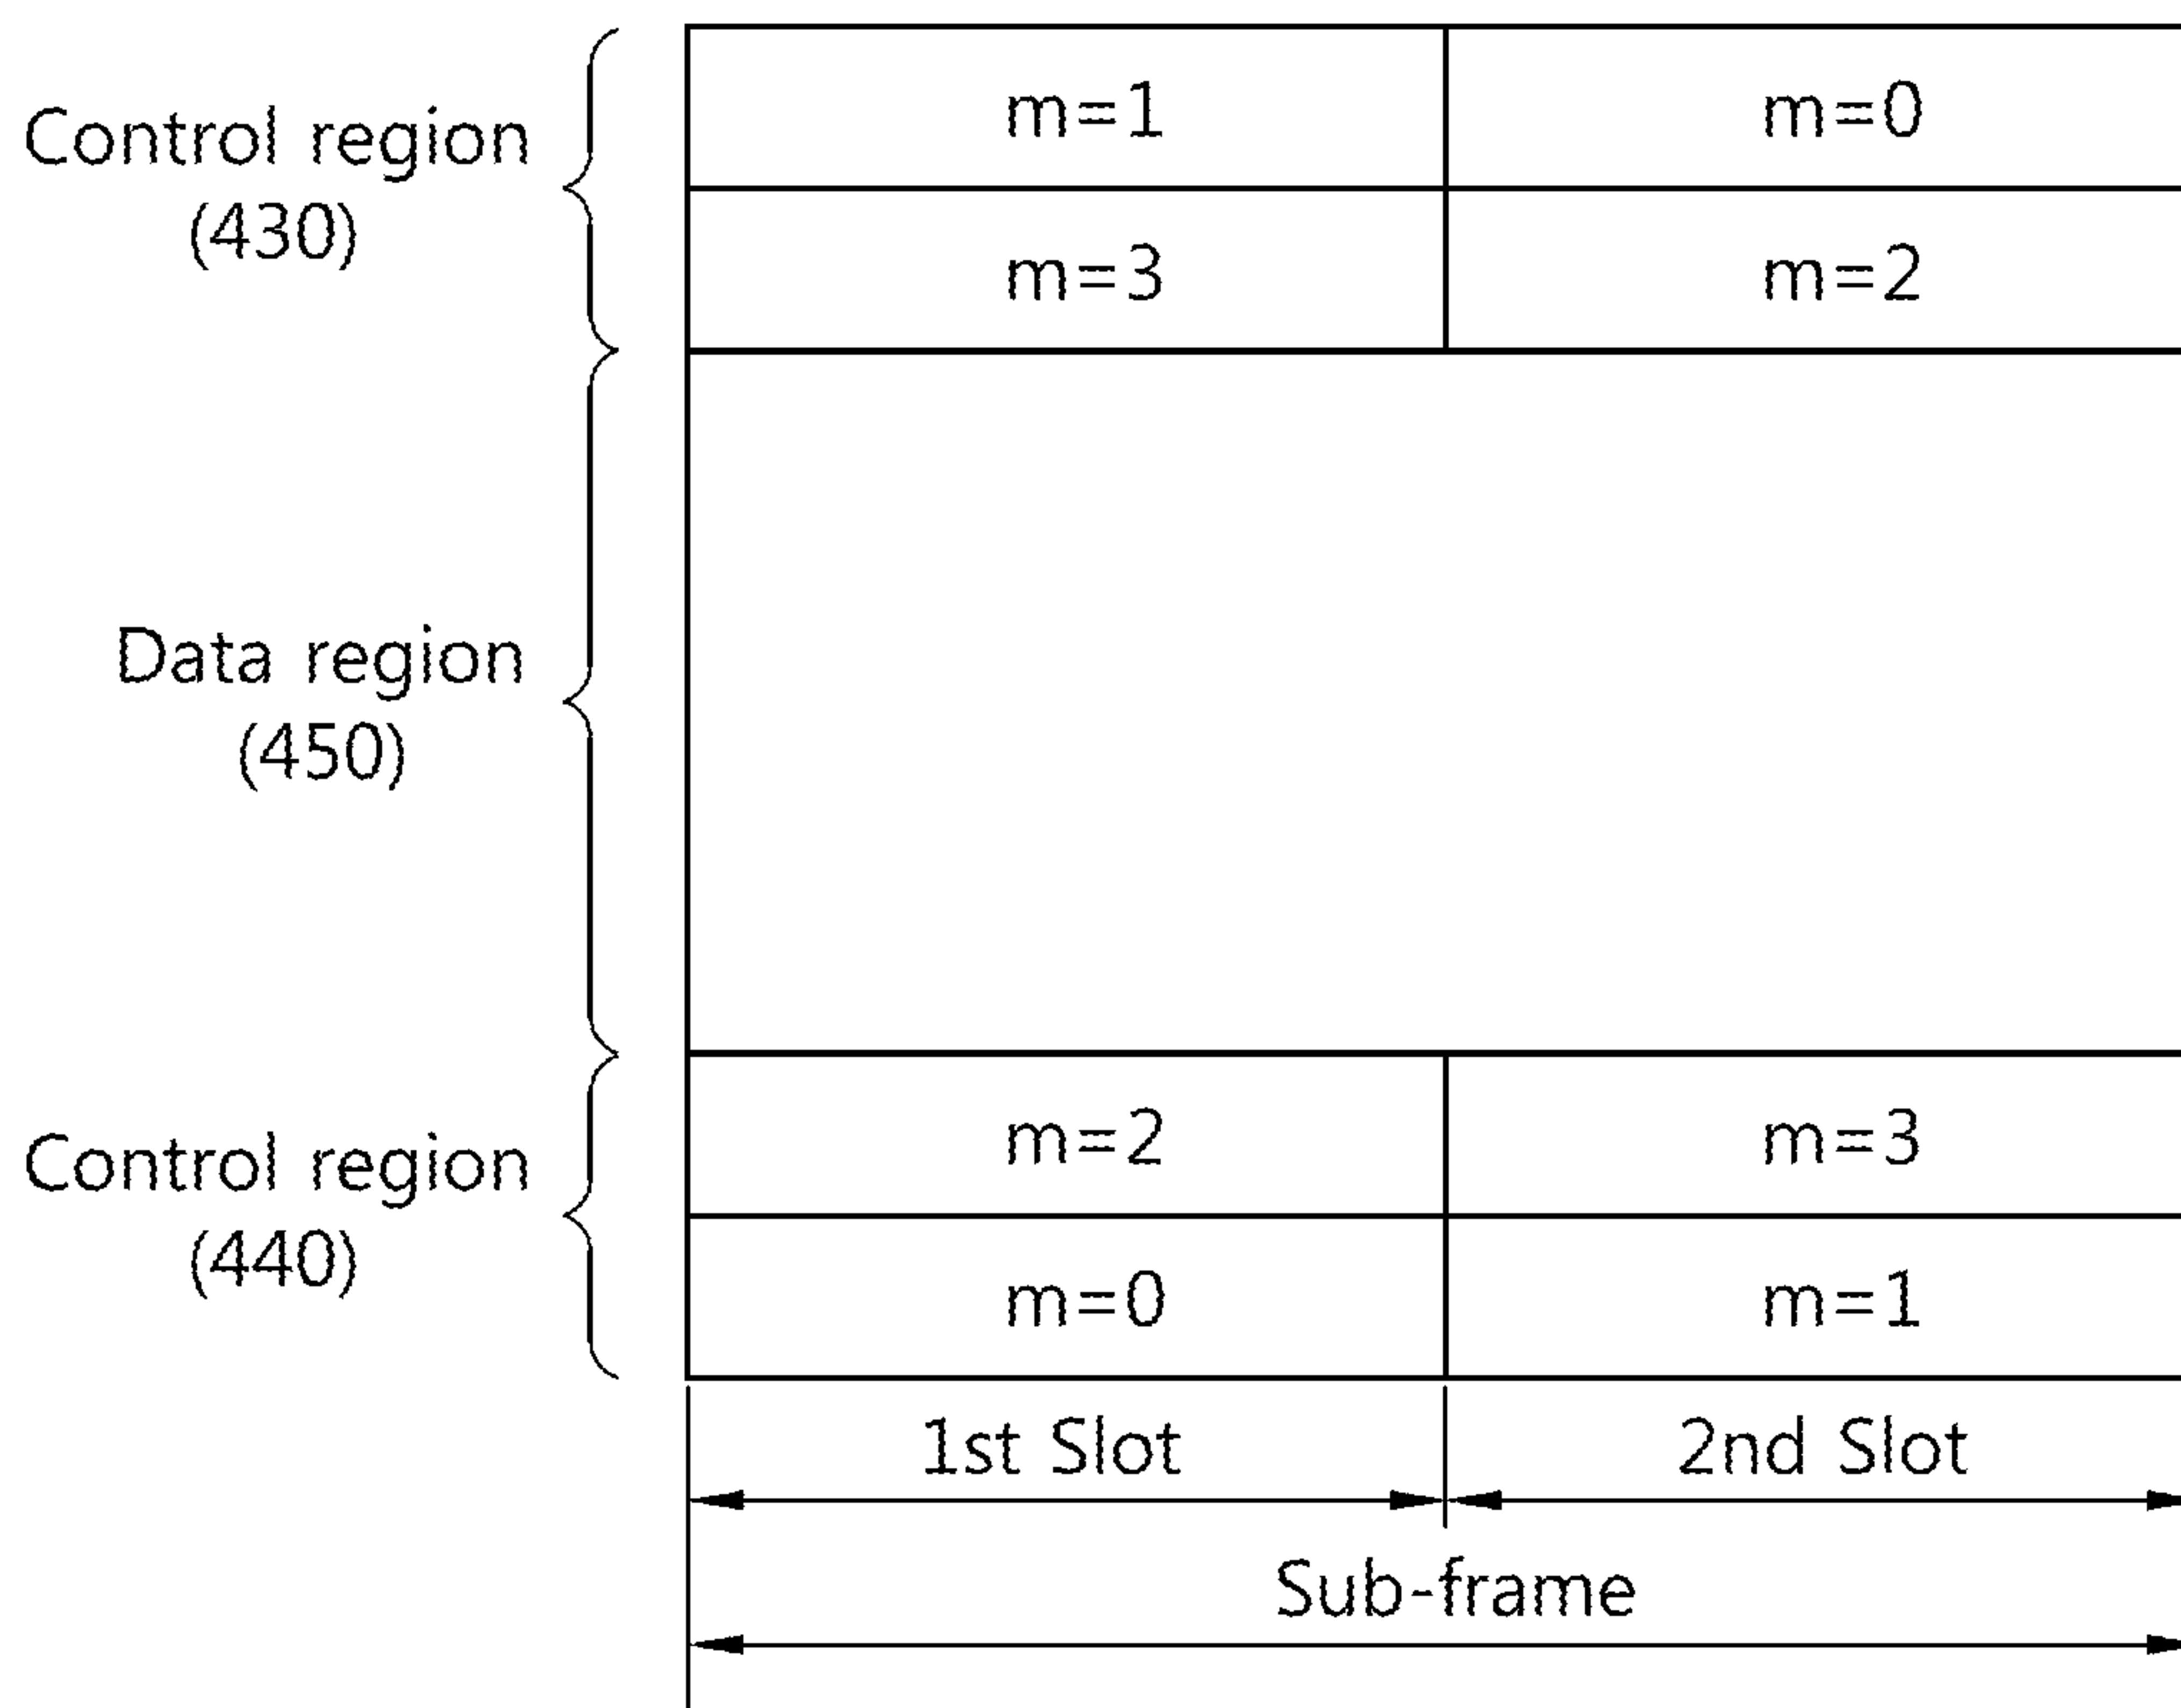 Control region
(430)
m=1 m=0
m=3 m=2
Data region
(450)
Control region
(440)
m=2 m=3
m=0 m=1
1st Slot 2nd Slot
Sub-frame